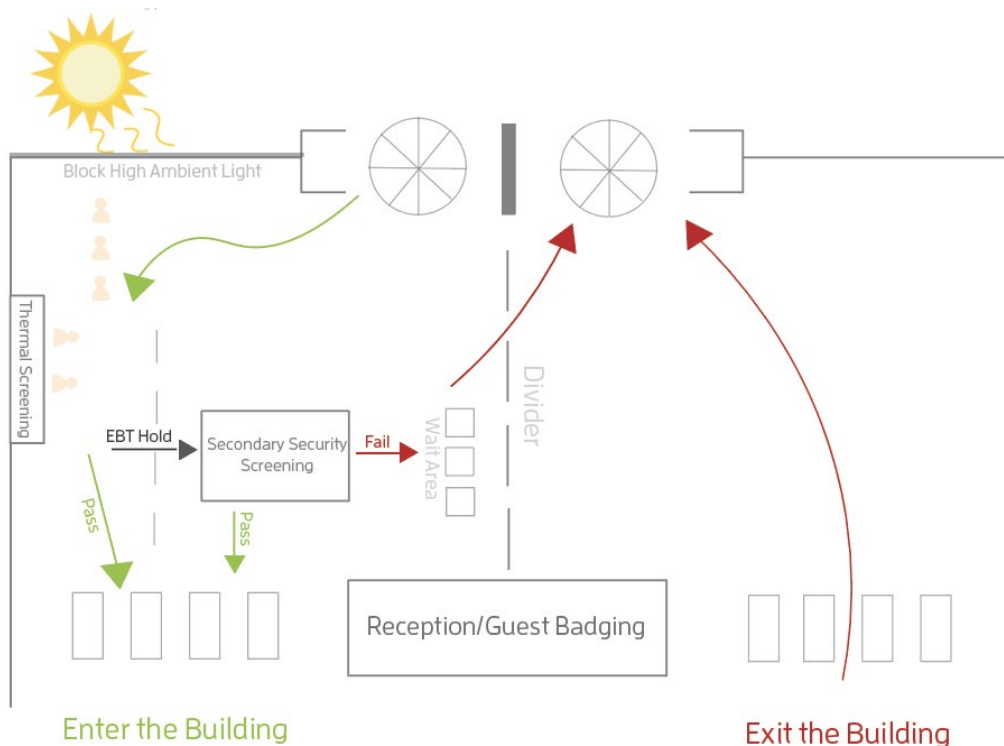 Block High Ambient Light
Thermal Screening
EBT Hold
Secondary Security
Screening
Fail
Wait Area
Divider
Pass
Pass
Reception/Guest Badging
Enter the Building
Exit the Building